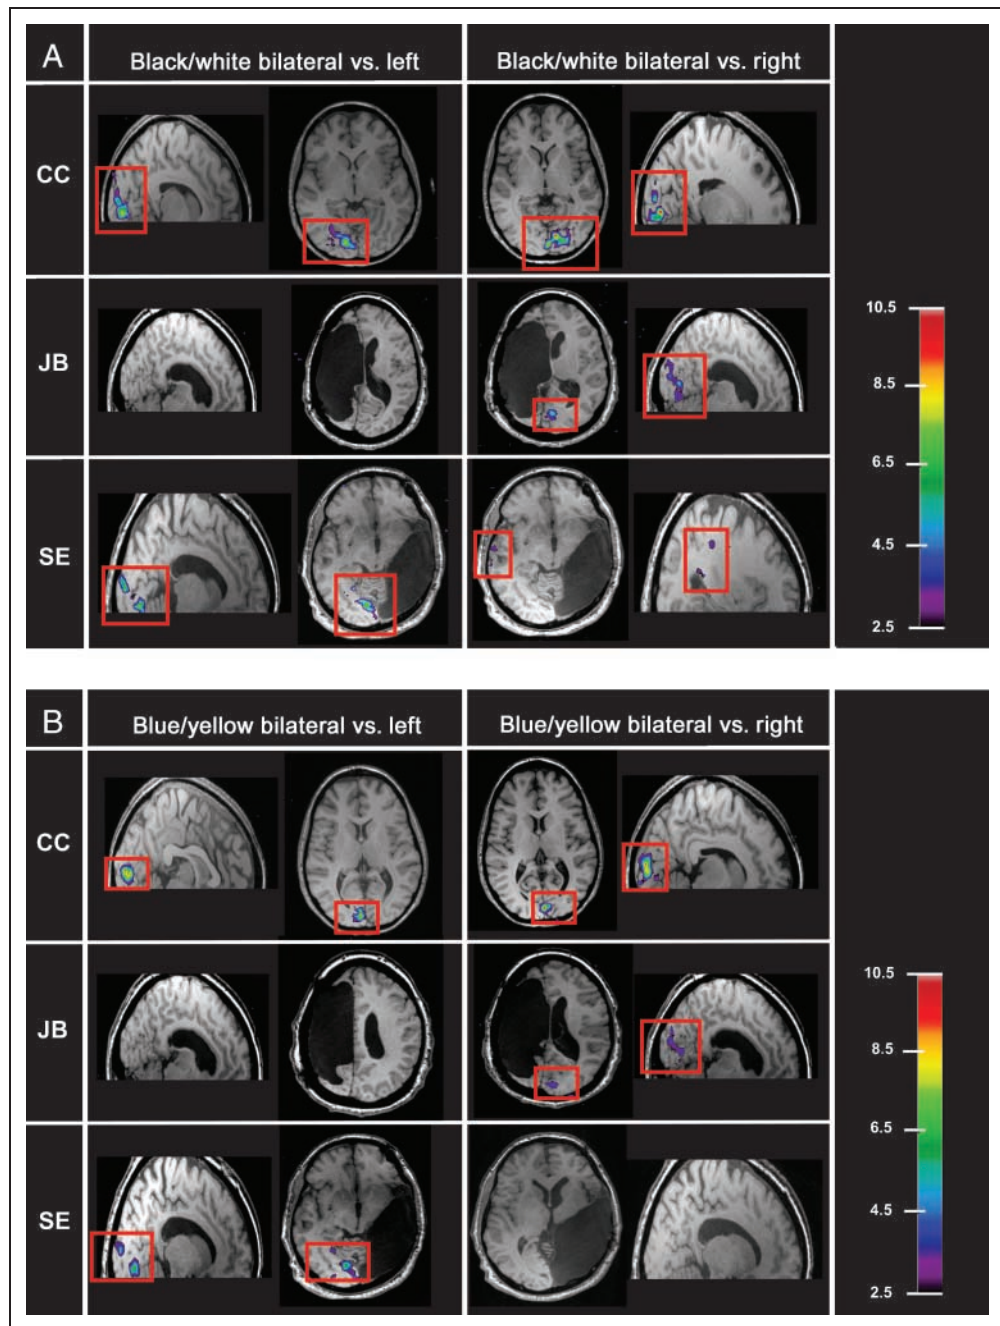 A
Black/white bilateral vs. left
Black/white bilateral vs. right
CC
JB
SE
10.5
8.5
6.5
4.5
2.5
B
Blue/yellow bilateral vs. left
Blue/yellow bilateral vs. right
CC
JB
SE
10.5
8.5
6.5
4.5
2.5